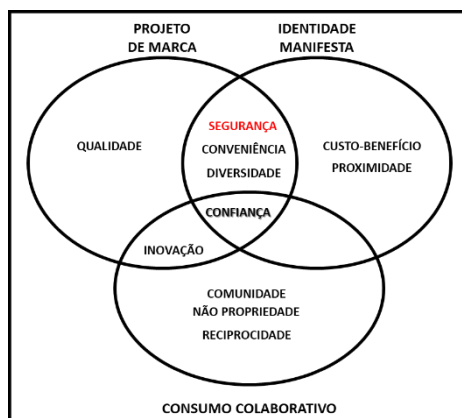 PROJETO
DE MARCA
IDENTIDADE
MANIFESTA
SEGURANÇA
QUALIDADE
CONVENIÊNCIA
CUSTO-BENEFÍCIO
DIVERSIDADE
PROXIMIDADE
CONFIANÇA
INOVAÇÃO
COMUNIDADE
NÃO PROPRIEDADE
RECIPROCIDADE
CONSUMO COLABORATIVO